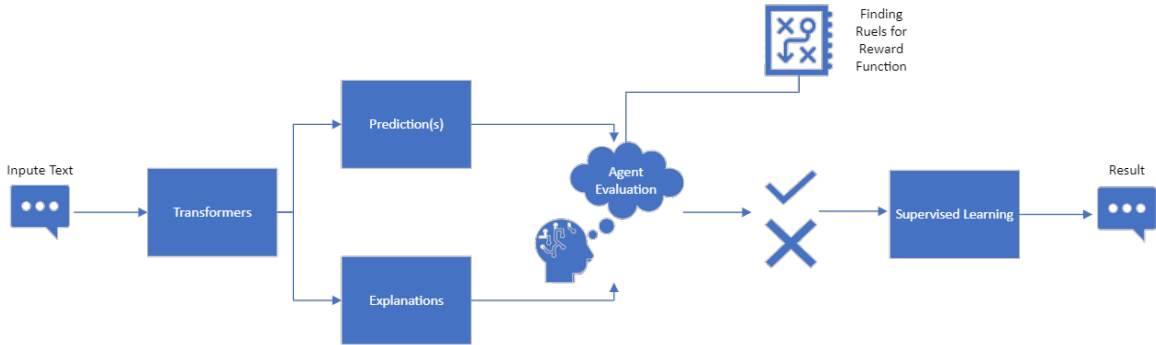 Finding
Ruels for
Reward
Function
Prediction(s)
Inpute Text
Agent
Evaluation
Result
Transformers
Supervised Learning
Explanations